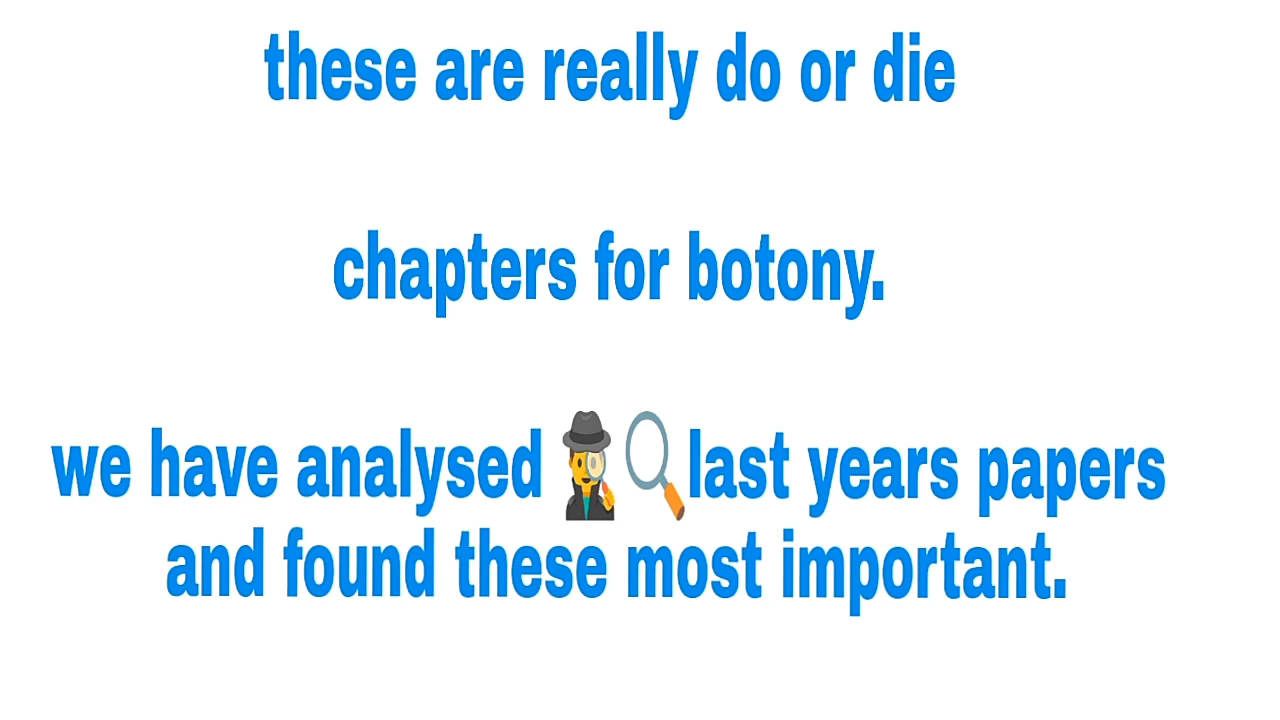 these are really do or die
chapters for botony.
we have analysed 🕵️🔍 last years papers
and found these most important.